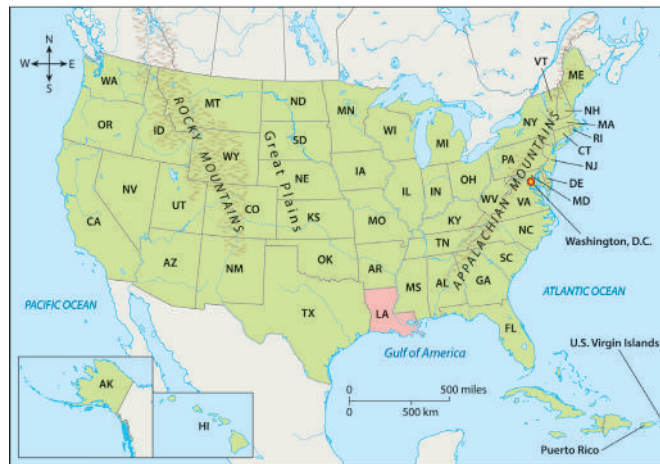 N
W E
S
WA
MT
ND
MN
VT
ME
OR
ID
ROCKY MOUNTAINS
WY
SD
WI
MI
NY
NH
MA
RI
CT
NJ
Great Plains
NE
IA
PA
APPALACHIAN MOUNTAINS
NV
UT
CO
KS
MO
IL
IN
OH
WV
VA
DE
MD
Washington, D.C.
CA
KY
NC
TN
AZ
NM
OK
AR
SC
MS
AL
GA
PACIFIC OCEAN
ATLANTIC OCEAN
TX
LA
FL
Gulf of America
U.S. Virgin Islands
AK
HI
0 500 miles
0 500 km
Puerto Rico